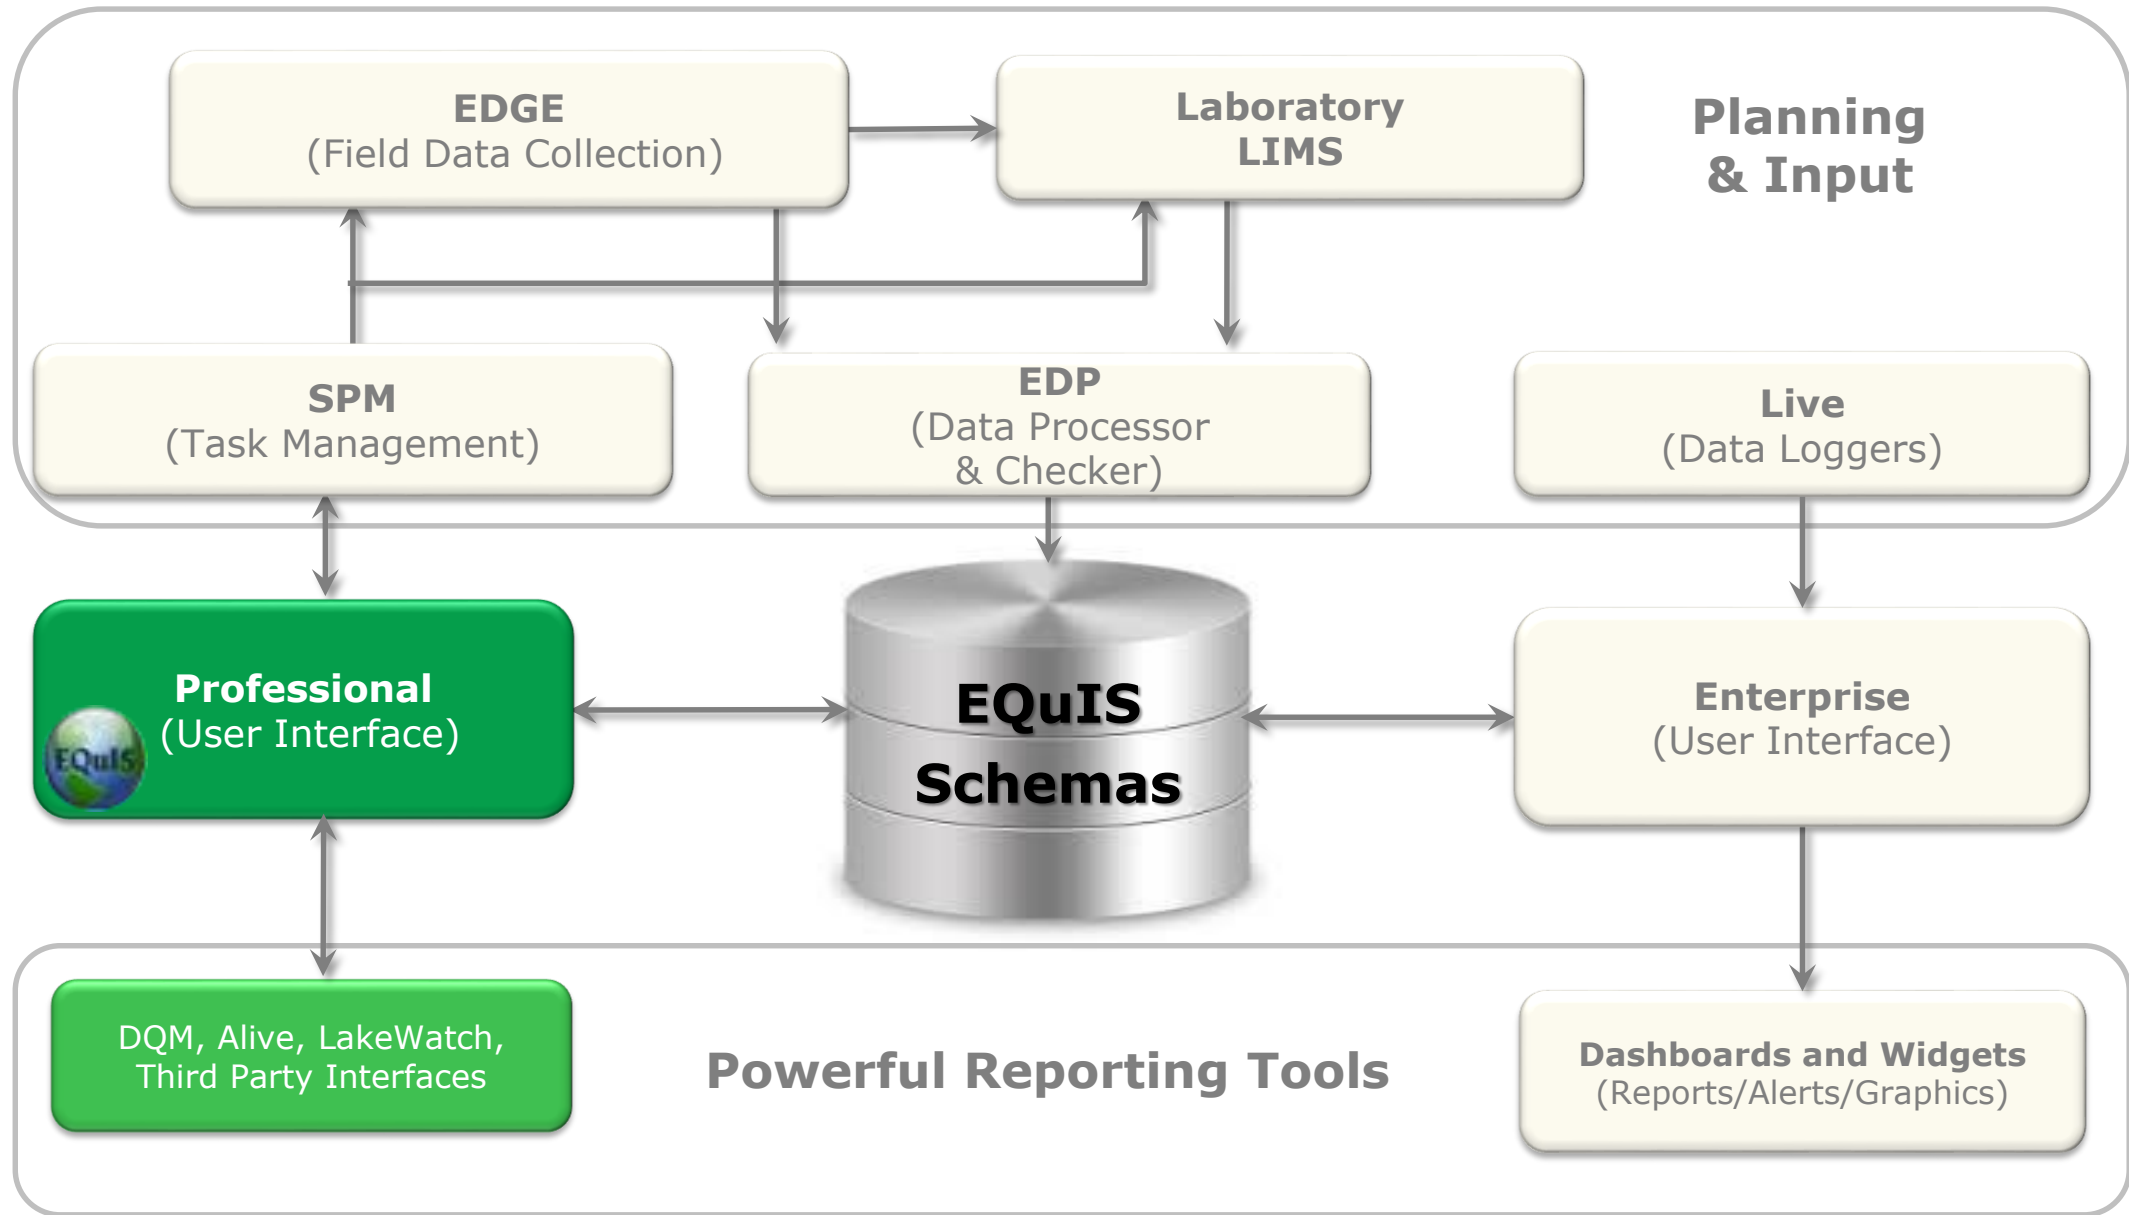 EDGE
(Field Data Collection)
Laboratory
LIMS
Planning
& Input
SPM
(Task Management)
EDP
(Data Processor
& Checker)
Live
(Data Loggers)
Professional
(User Interface)
EQuIS
EQuIS
Schemas
Enterprise
(User Interface)
DQM, Alive, LakeWatch,
Third Party Interfaces
Powerful Reporting Tools
Dashboards and Widgets
(Reports/Alerts/Graphics)